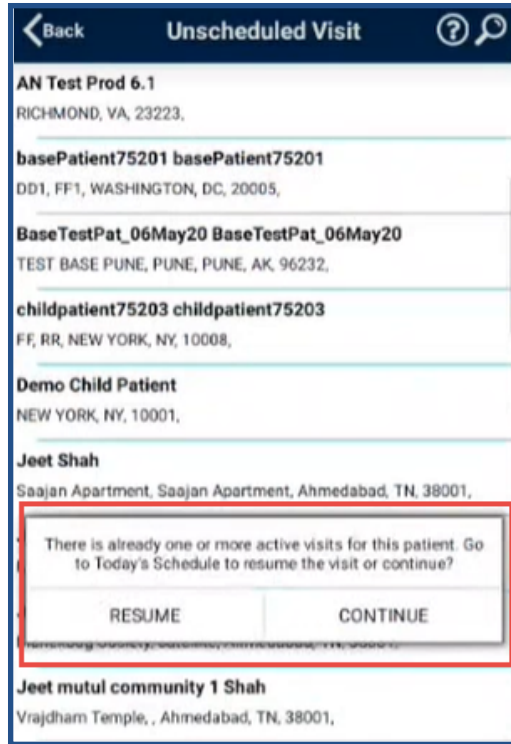 Back
Unscheduled Visit
AN Test Prod 6.1
RICHMOND, VA, 23223,
basePatient75201 basePatient75201
DD1, FF1, WASHINGTON, DC, 20005,
BaseTestPat_06May20 BaseTestPat_06May20
TEST BASE PUNE, PUNE, PUNE, AK, 96232,
childpatient75203 childpatient75203
FF, RR, NEW YORK, NY, 10008,
Demo Child Patient
NEW YORK, NY, 10001,
Jeet Shah
Saajan Apartment, Saajan Apartment, Ahmedabad, TN, 38001,
There is already one or more active visits for this patient. Go
to Today's Schedule to resume the visit or continue?
RESUME
CONTINUE
Jeet mutul community 1 Shah
Vrajdham Temple, , Ahmedabad, TN, 38001,